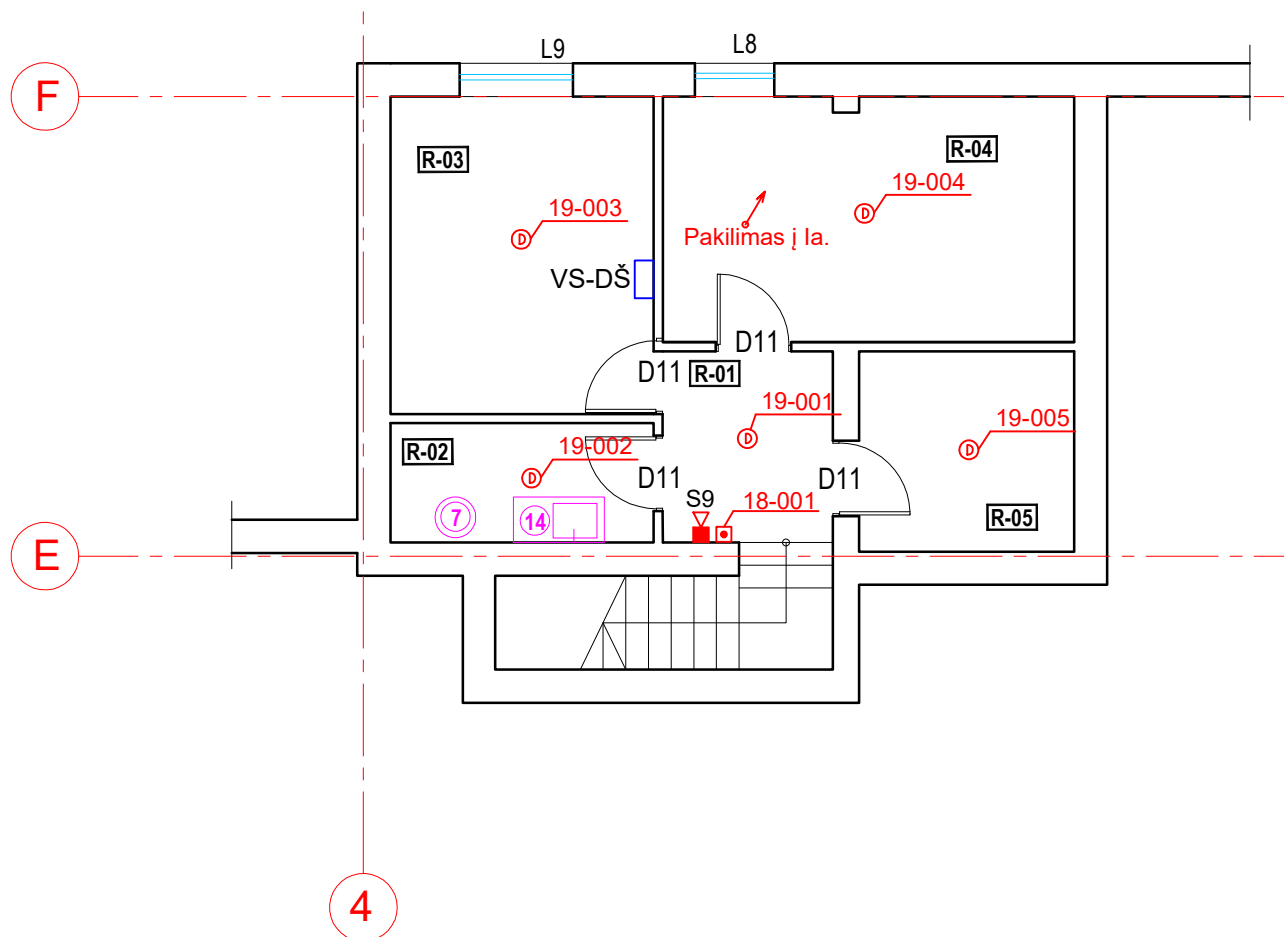 L9
L8
F
R-03
R-04
19-003
19-004
Pakilimas į Ia.
VS-DŠ
D11
D11
R-01
19-001
19-005
R-02
19-002
D11
D11
S9
18-001
7
14
R-05
E
4
D
D
D
D
D